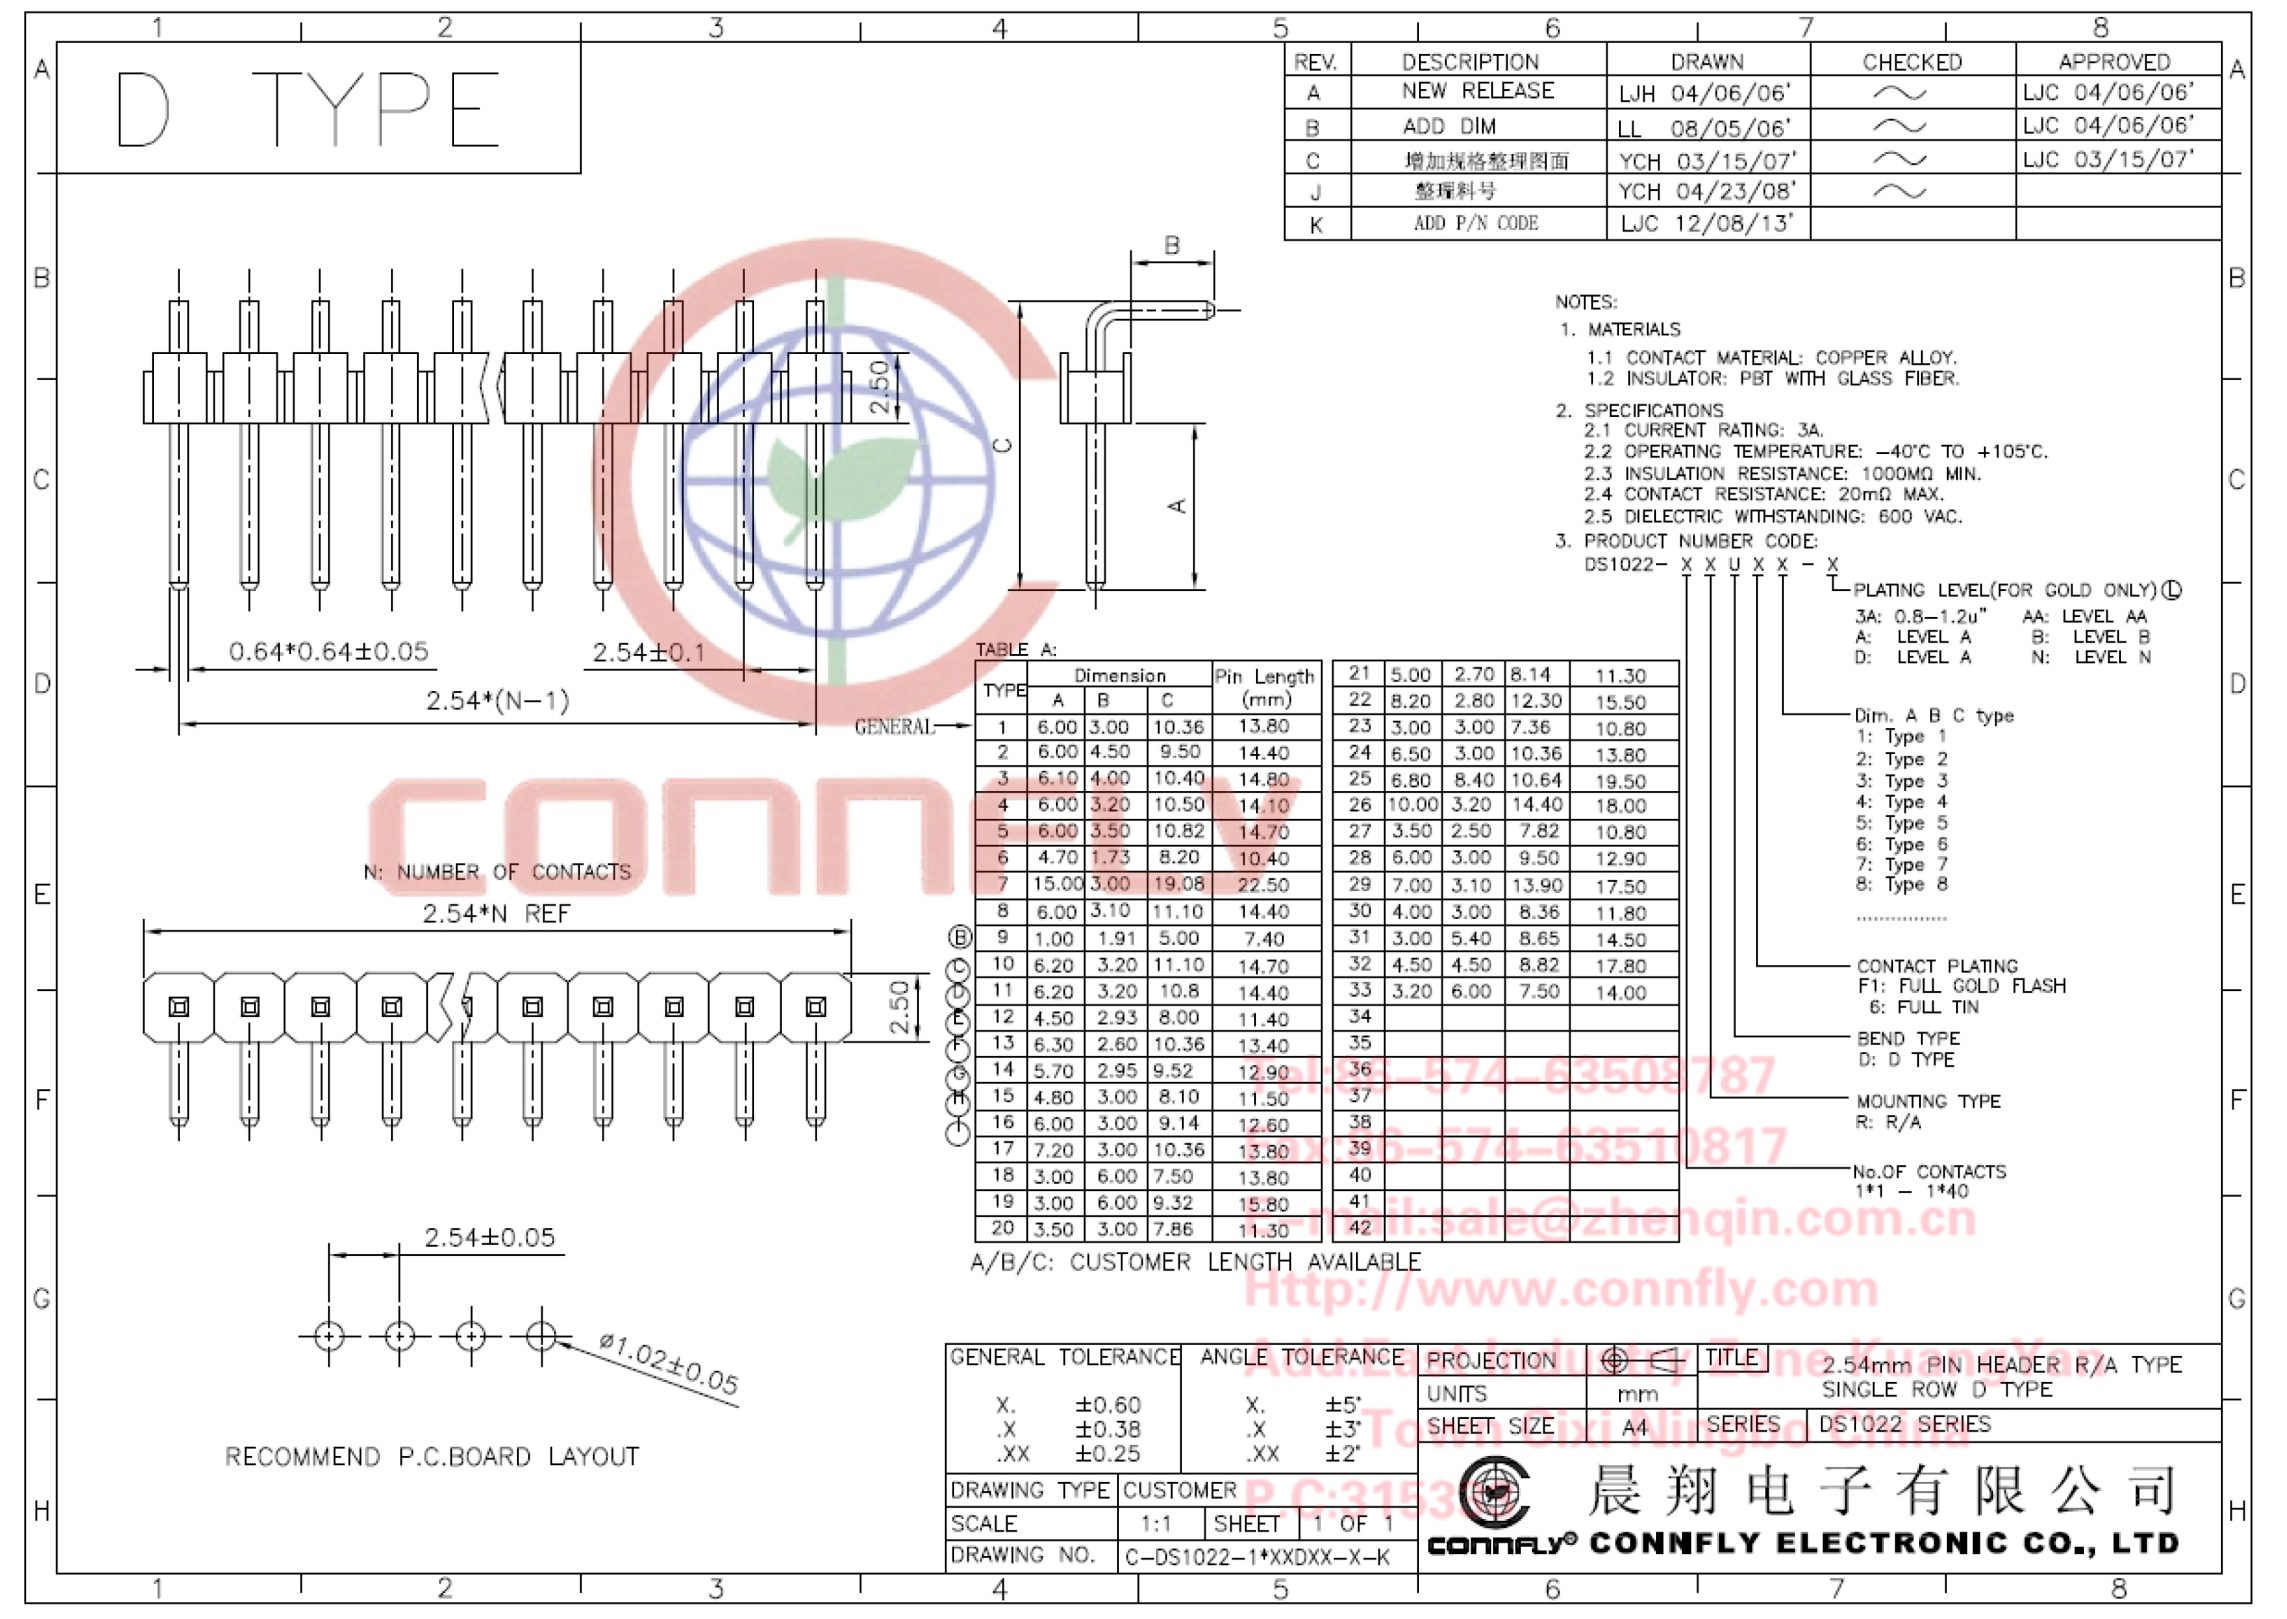 1 2 3 4 5 6 7 8
A
B
C
D
E
F
G
H
D TYPE
REV. DESCRIPTION DRAWN CHECKED APPROVED
A NEW RELEASE LJH 04/06/06' LJC 04/06/06'
B ADD DIM LL 08/05/06' LJC 04/06/06'
C 增加规格整理图面 YCH 03/15/07' LJC 03/15/07'
J 整理料号 YCH 04/23/08'
K ADD P/N CODE LJC 12/08/13'
2.50
B
C
A
0.64*0.64±0.05
2.54±0.1
2.54*(N-1)
N: NUMBER OF CONTACTS
2.54*N REF
2.50
2.54±0.05
ø1.02±0.05
RECOMMEND P.C.BOARD LAYOUT
NOTES:
1. MATERIALS
1.1 CONTACT MATERIAL: COPPER ALLOY.
1.2 INSULATOR: PBT WITH GLASS FIBER.
2. SPECIFICATIONS
2.1 CURRENT RATING: 3A.
2.2 OPERATING TEMPERATURE: -40°C TO +105°C.
2.3 INSULATION RESISTANCE: 1000MΩ MIN.
2.4 CONTACT RESISTANCE: 20mΩ MAX.
2.5 DIELECTRIC WITHSTANDING: 600 VAC.
3. PRODUCT NUMBER CODE:
DS1022- X X U X X - X
PLATING LEVEL(FOR GOLD ONLY) L
3A: 0.8-1.2u" AA: LEVEL AA
A: LEVEL A B: LEVEL B
D: LEVEL A N: LEVEL N
Dim. A B C type
1: Type 1
2: Type 2
3: Type 3
4: Type 4
5: Type 5
6: Type 6
7: Type 7
8: Type 8
................
CONTACT PLATING
F1: FULL GOLD FLASH
6: FULL TIN
BEND TYPE
D: D TYPE
MOUNTING TYPE
R: R/A
No.OF CONTACTS
1*1 - 1*40
TABLE A:
TYPE Dimension Pin Length
A B C (mm)
GENERAL
1 6.00 3.00 10.36 13.80
2 6.00 4.50 9.50 14.40
3 6.10 4.00 10.40 14.80
4 6.00 3.20 10.50 14.10
5 6.00 3.50 10.82 14.70
6 4.70 1.73 8.20 10.40
7 15.00 3.00 19.08 22.50
8 6.00 3.10 11.10 14.40
B 9 1.00 1.91 5.00 7.40
C 10 6.20 3.20 11.10 14.70
D 11 6.20 3.20 10.8 14.40
E 12 4.50 2.93 8.00 11.40
F 13 6.30 2.60 10.36 13.40
G 14 5.70 2.95 9.52 12.90
H 15 4.80 3.00 8.10 11.50
I 16 6.00 3.00 9.14 12.60
17 7.20 3.00 10.36 13.80
18 3.00 6.00 7.50 13.80
19 3.00 6.00 9.32 15.80
20 3.50 3.00 7.86 11.30
21 5.00 2.70 8.14 11.30
22 8.20 2.80 12.30 15.50
23 3.00 3.00 7.36 10.80
24 6.50 3.00 10.36 13.80
25 6.80 8.40 10.64 19.50
26 10.00 3.20 14.40 18.00
27 3.50 2.50 7.82 10.80
28 6.00 3.00 9.50 12.90
29 7.00 3.10 13.90 17.50
30 4.00 3.00 8.36 11.80
31 3.00 5.40 8.65 14.50
32 4.50 4.50 8.82 17.80
33 3.20 6.00 7.50 14.00
34
35
36
37
38
39
40
41
42
A/B/C: CUSTOMER LENGTH AVAILABLE
CONNFLY
Tel:86-574-63508787
Fax:86-574-63510817
E-mail:sale@zhenqin.com.cn
Http://www.connfly.com
Add:East Industry Zone KuangYan
Town Cixi Ningbo China
GENERAL TOLERANCE ANGLE TOLERANCE
X. ±0.60 X. ±5°
.X ±0.38 .X ±3°
.XX ±0.25 .XX ±2°
DRAWING TYPE CUSTOMER
SCALE 1:1 SHEET 1 OF 1
DRAWING NO. C-DS1022-1*XXDXX-X-K
PROJECTION TITLE 2.54mm PIN HEADER R/A TYPE
SINGLE ROW D TYPE
UNITS mm
SHEET SIZE A4 SERIES DS1022 SERIES
晨翔电子有限公司
CONNFLY® CONNFLY ELECTRONIC CO., LTD
1 2 3 4 5 6 7 8
A
B
C
D
E
F
G
H